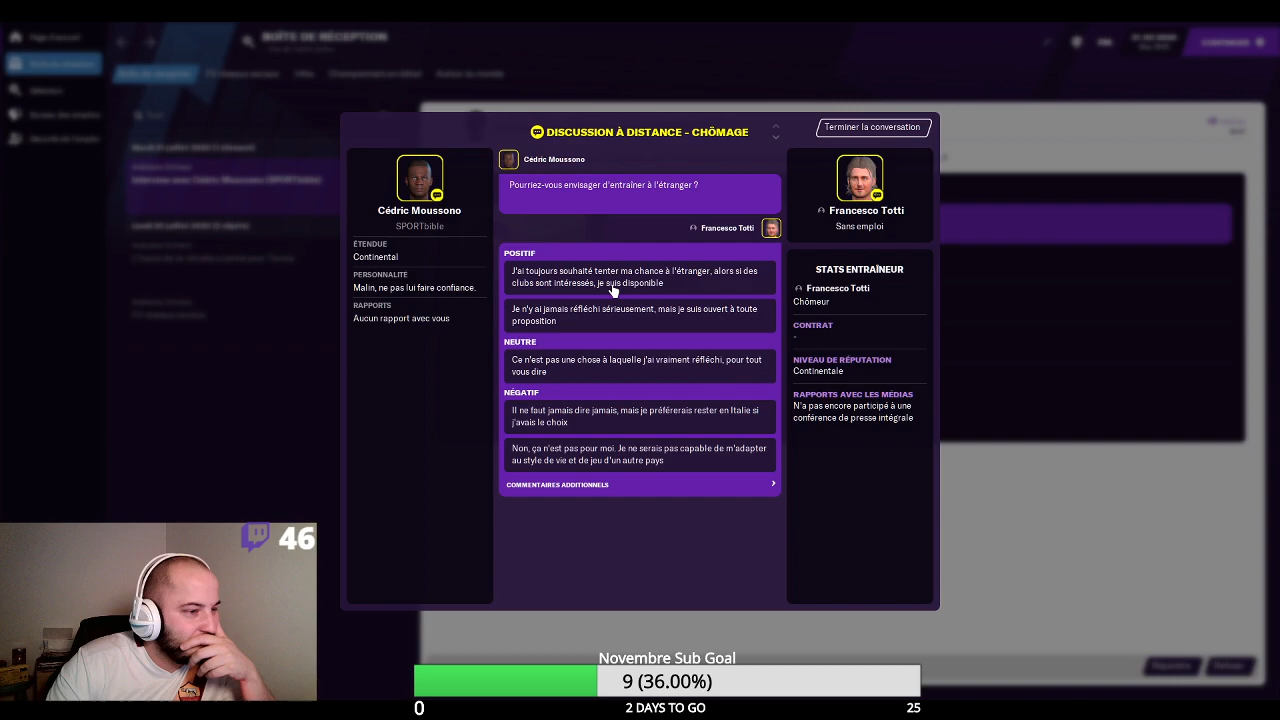 BOÎTE DE RÉCEPTION
DISCUSSION À DISTANCE - CHÔMAGE
Terminer la conversation
Cédric Moussono
SPORTbible
ÉTENDUE
Continental
PERSONNALITÉ
Malin, ne pas lui faire confiance.
RAPPORTS
Aucun rapport avec vous
Cédric Moussono
Pourriez-vous envisager d'entraîner à l'étranger ?
Francesco Totti
POSITIF
J'ai toujours souhaité tenter ma chance à l'étranger, alors si des
clubs sont intéressés, je suis disponible
Je n'y ai jamais réfléchi sérieusement, mais je suis ouvert à toute
proposition
NEUTRE
Ce n'est pas une chose à laquelle j'ai vraiment réfléchi, pour tout
vous dire
NÉGATIF
Il ne faut jamais dire jamais, mais je préférerais rester en Italie si
j'avais le choix
Non, ça n'est pas pour moi. Je ne serais pas capable de m'adapter
au style de vie et de jeu d'un autre pays
COMMENTAIRES ADDITIONNELS
Francesco Totti
Sans emploi
STATS ENTRAÎNEUR
Francesco Totti
Chômeur
CONTRAT
-
NIVEAU DE RÉPUTATION
Continentale
RAPPORTS AVEC LES MÉDIAS
N'a pas encore participé à une
conférence de presse intégrale
46
Novembre Sub Goal
9 (36.00%)
0
2 DAYS TO GO
25